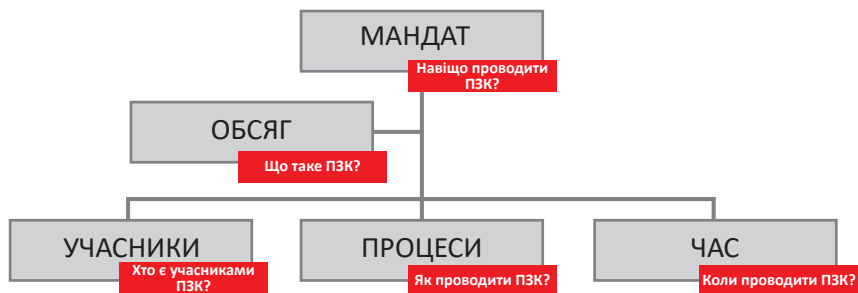 МАНДАТ
Навіщо проводити
ПЗК?
ОБСЯГ
Що таке ПЗК?
УЧАСНИКИ
Хто є учасниками
ПЗК?
ПРОЦЕСИ
Як проводити ПЗК?
ЧАС
Коли проводити ПЗК?